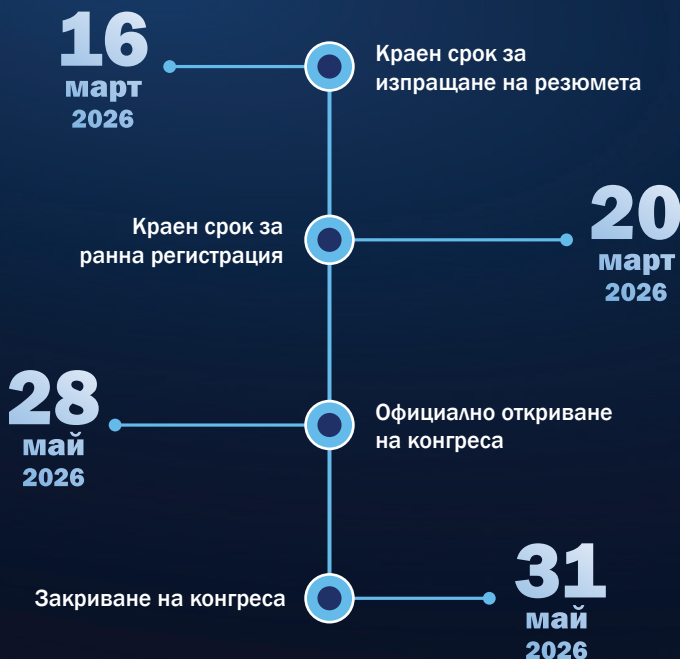 16
март
2026
Краен срок за
изпращане на резюмета
Краен срок за
ранна регистрация
20
март
2026
28
май
2026
Официално откриване
на конгреса
Закриване на конгреса
31
май
2026